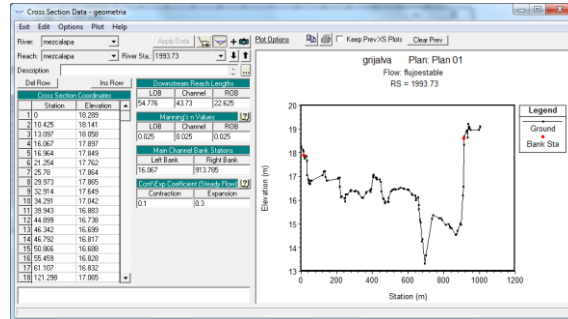 Cross Section Data - geometria
Exit Edit Options Plot Help
River: mezcalapa Apply Data
Reach: mezcalapa River Sta.: 1993.73
Description
Del Row Ins Row
Cross Section Coordinates
Station Elevation
1 0 18.289
2 10.425 18.141
3 13.097 18.058
4 16.067 17.897
5 16.964 17.849
6 21.254 17.762
7 25.78 17.864
8 29.973 17.865
9 32.914 17.649
10 34.291 17.042
11 39.943 16.883
12 44.899 16.738
13 46.342 16.699
14 46.792 16.817
15 50.866 16.688
16 55.459 16.828
17 61.107 16.832
18 121.298 17.065
Downstream Reach Lengths
LOB Channel ROB
54.776 43.73 22.625
Manning's n Values
LOB Channel ROB
0.025 0.025 0.025
Main Channel Bank Stations
Left Bank Right Bank
16.067 913.785
Cont\Exp Coefficient (Steady Flow)
Contraction Expansion
0.1 0.3
Plot Options Keep Prev XS Plots Clear Prev
grijalva Plan: Plan 01
Flow: flujoestable
RS = 1993.73
Elevation (m)
20
19
18
17
16
15
14
13
0 200 400 600 800 1000 1200
Station (m)
Legend
Ground
Bank Sta